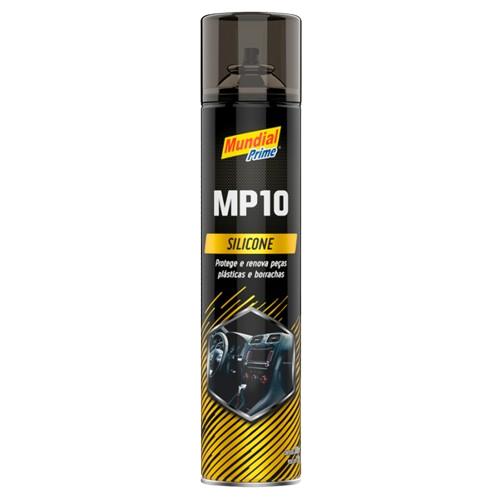 Mundial
Prime
MP10
SILICONE
Protege e renova peças
plásticas e borrachas